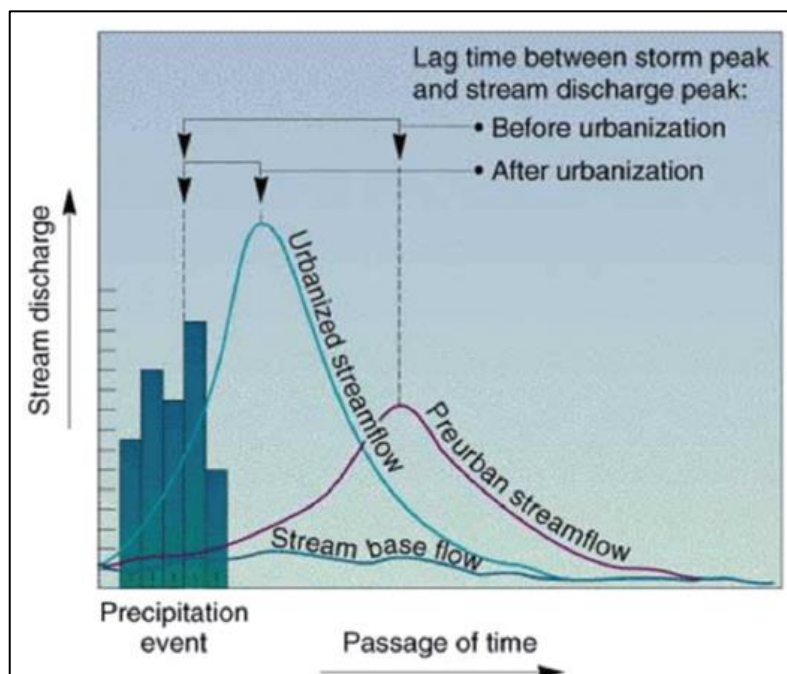 Lag time between storm peak
and stream discharge peak:
• Before urbanization
• After urbanization
Stream discharge
Urbanized streamflow
Preurban streamflow
Stream base flow
Precipitation
event
Passage of time